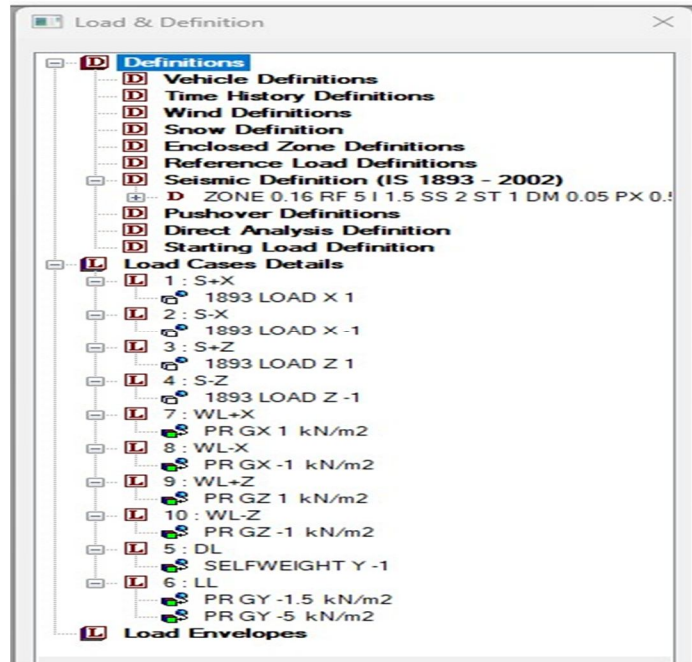 Load & Definition
Definitions
Vehicle Definitions
Time History Definitions
Wind Definitions
Snow Definition
Enclosed Zone Definitions
Reference Load Definitions
Seismic Definition (IS 1893 - 2002)
ZONE 0.16 RF 5 I 1.5 SS 2 ST 1 DM 0.05 PX 0.
Pushover Definitions
Direct Analysis Definition
Starting Load Definition
Load Cases Details
1 : S+X
1893 LOAD X 1
2 : S-X
1893 LOAD X -1
3 : S+Z
1893 LOAD Z 1
4 : S-Z
1893 LOAD Z -1
7 : WL+X
PR GX 1 kN/m2
8 : WL-X
PR GX -1 kN/m2
9 : WL+Z
PR GZ 1 kN/m2
10 : WL-Z
PR GZ -1 kN/m2
5 : DL
SELFWEIGHT Y -1
6 : LL
PR GY -1.5 kN/m2
PR GY -5 kN/m2
Load Envelopes